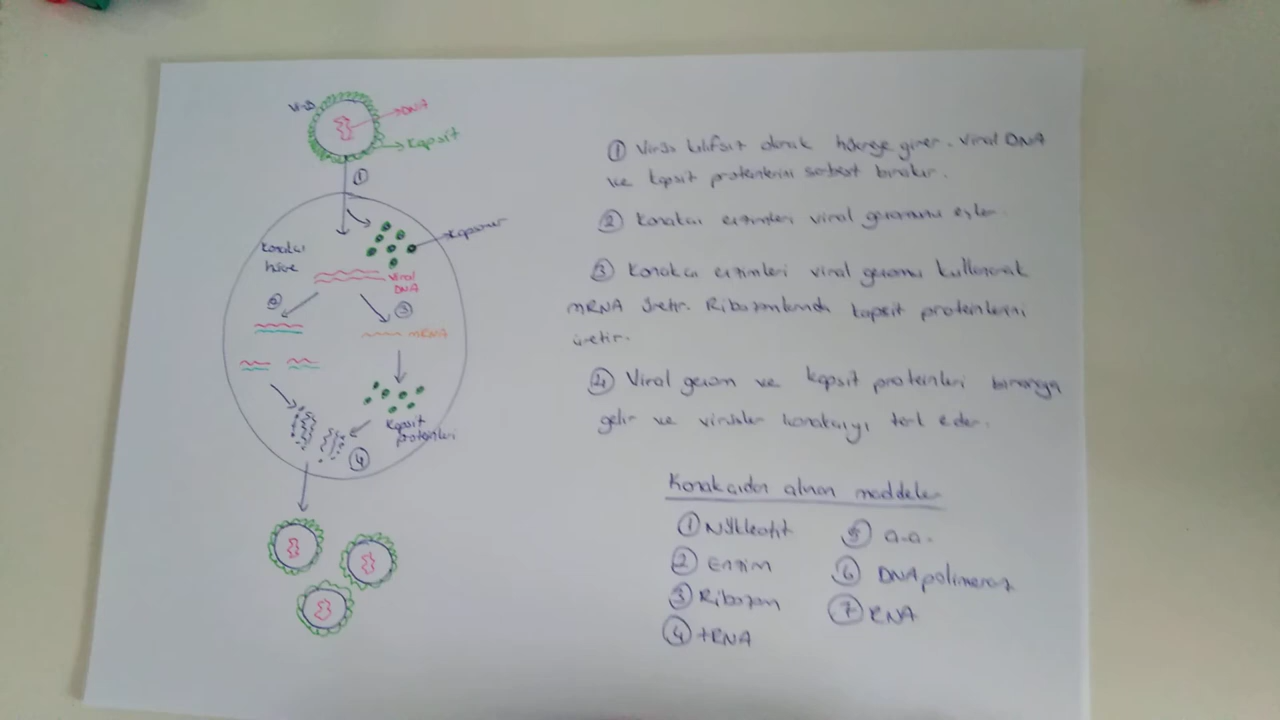 virüs
DNA
kapsit
①
kapsomer
konakçı
hücre
viral
DNA
②
③
mRNA
kapsit
proteinleri
④
① Virüs kılıfsız olarak hücreye girer. Viral DNA
ve kapsit proteinlerini serbest bırakır.
② Konakçı enzimleri viral genomu eşler.
③ Konakçı enzimleri viral genomu kullanarak
mRNA üretir. Ribozomlarında kapsit proteinlerini
üretir.
④ Viral genom ve kapsit proteinleri biraraya
gelir ve virüsler konakçıyı terk eder.
Konakçıdan alınan maddeler
① Nükleotit
② Enzim
③ Ribozom
④ tRNA
⑤ a.a.
⑥ DNA polimeraz
⑦ RNA